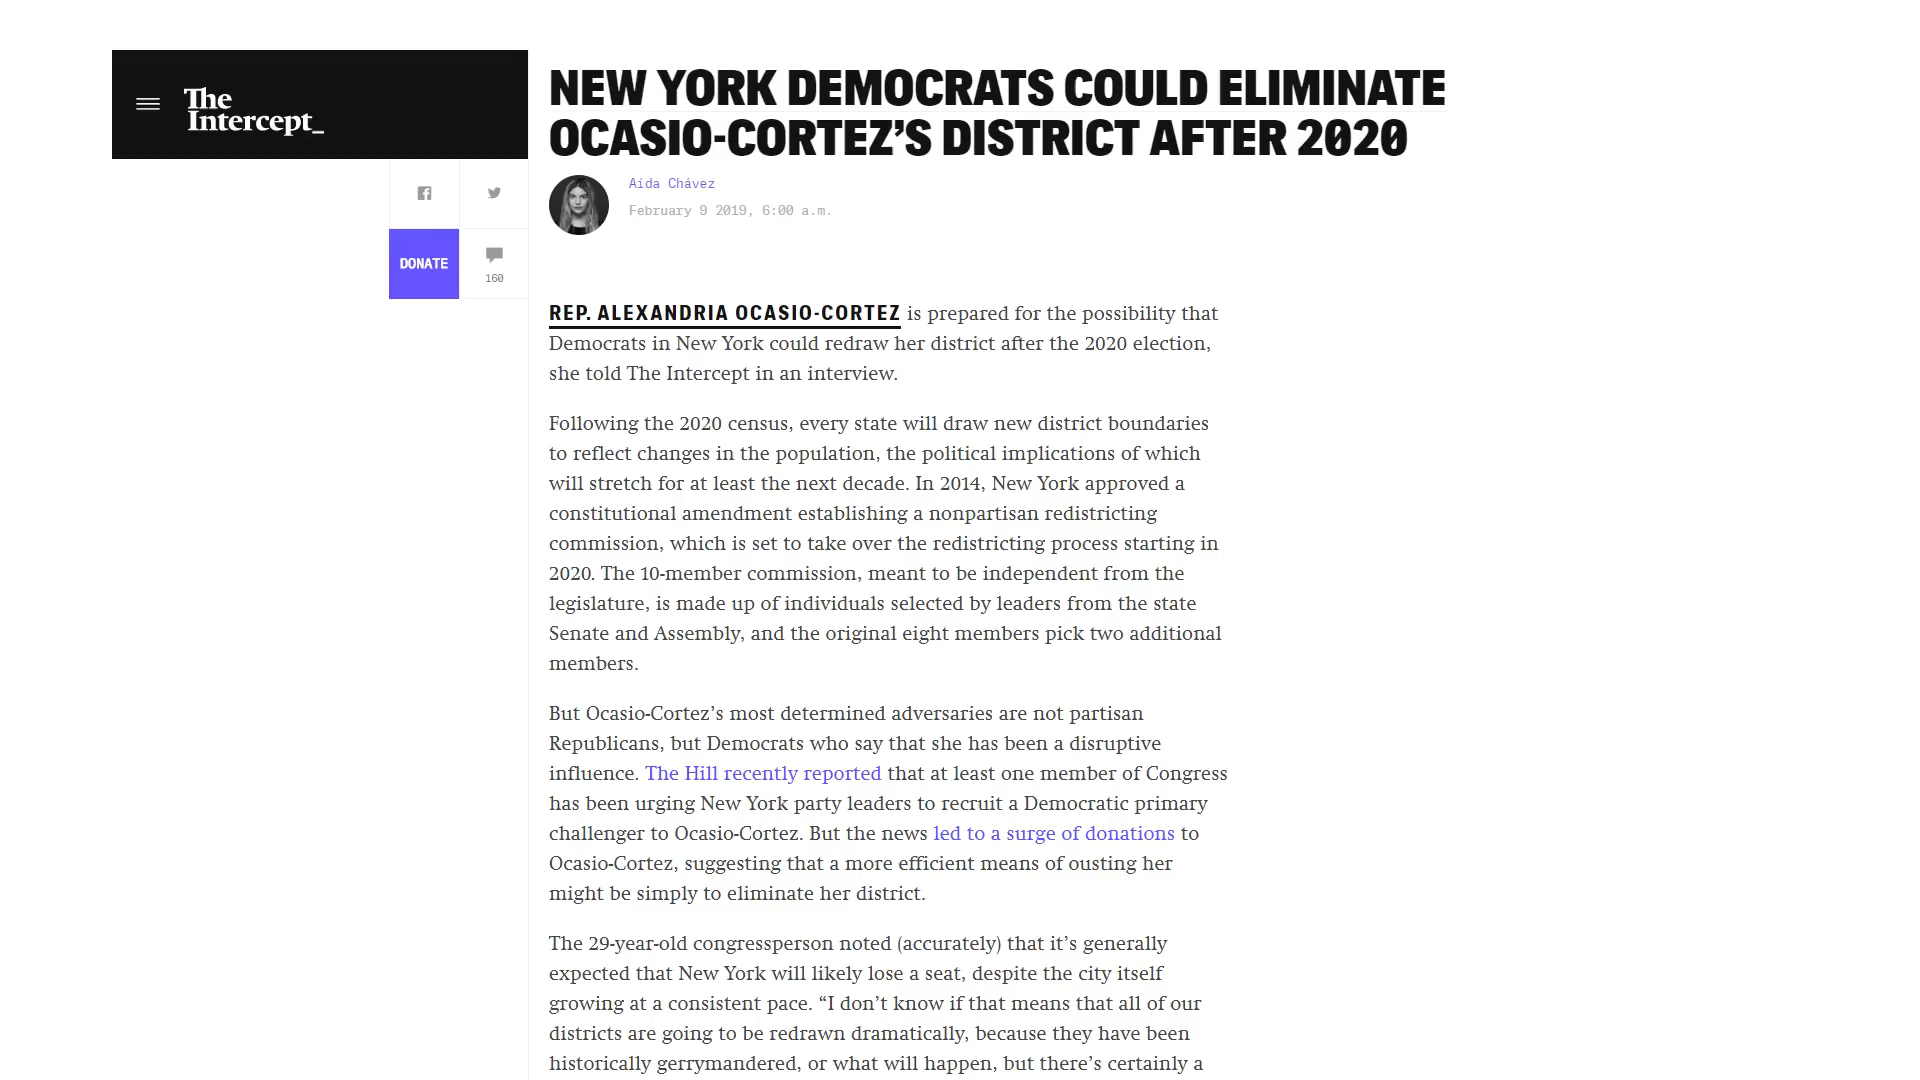 The
Intercept_
NEW YORK DEMOCRATS COULD ELIMINATE
OCASIO-CORTEZ’S DISTRICT AFTER 2020
Aída Chávez
February 9 2019, 6:00 a.m.
DONATE
160
REP. ALEXANDRIA OCASIO-CORTEZ is prepared for the possibility that
Democrats in New York could redraw her district after the 2020 election,
she told The Intercept in an interview.
Following the 2020 census, every state will draw new district boundaries
to reflect changes in the population, the political implications of which
will stretch for at least the next decade. In 2014, New York approved a
constitutional amendment establishing a nonpartisan redistricting
commission, which is set to take over the redistricting process starting in
2020. The 10-member commission, meant to be independent from the
legislature, is made up of individuals selected by leaders from the state
Senate and Assembly, and the original eight members pick two additional
members.
But Ocasio-Cortez’s most determined adversaries are not partisan
Republicans, but Democrats who say that she has been a disruptive
influence. The Hill recently reported that at least one member of Congress
has been urging New York party leaders to recruit a Democratic primary
challenger to Ocasio-Cortez. But the news led to a surge of donations to
Ocasio-Cortez, suggesting that a more efficient means of ousting her
might be simply to eliminate her district.
The 29-year-old congressperson noted (accurately) that it’s generally
expected that New York will likely lose a seat, despite the city itself
growing at a consistent pace. “I don’t know if that means that all of our
districts are going to be redrawn dramatically, because they have been
historically gerrymandered, or what will happen, but there’s certainly a